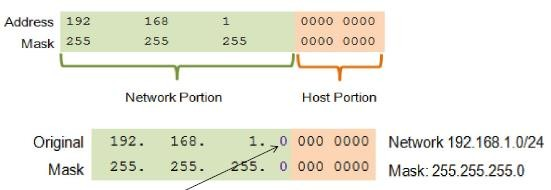 Address 192 168 1 0000 0000
Mask 255 255 255 0000 0000
Network Portion Host Portion
Original 192. 168. 1. 0 000 0000 Network 192.168.1.0/24
Mask 255. 255. 255. 0 000 0000 Mask: 255.255.255.0